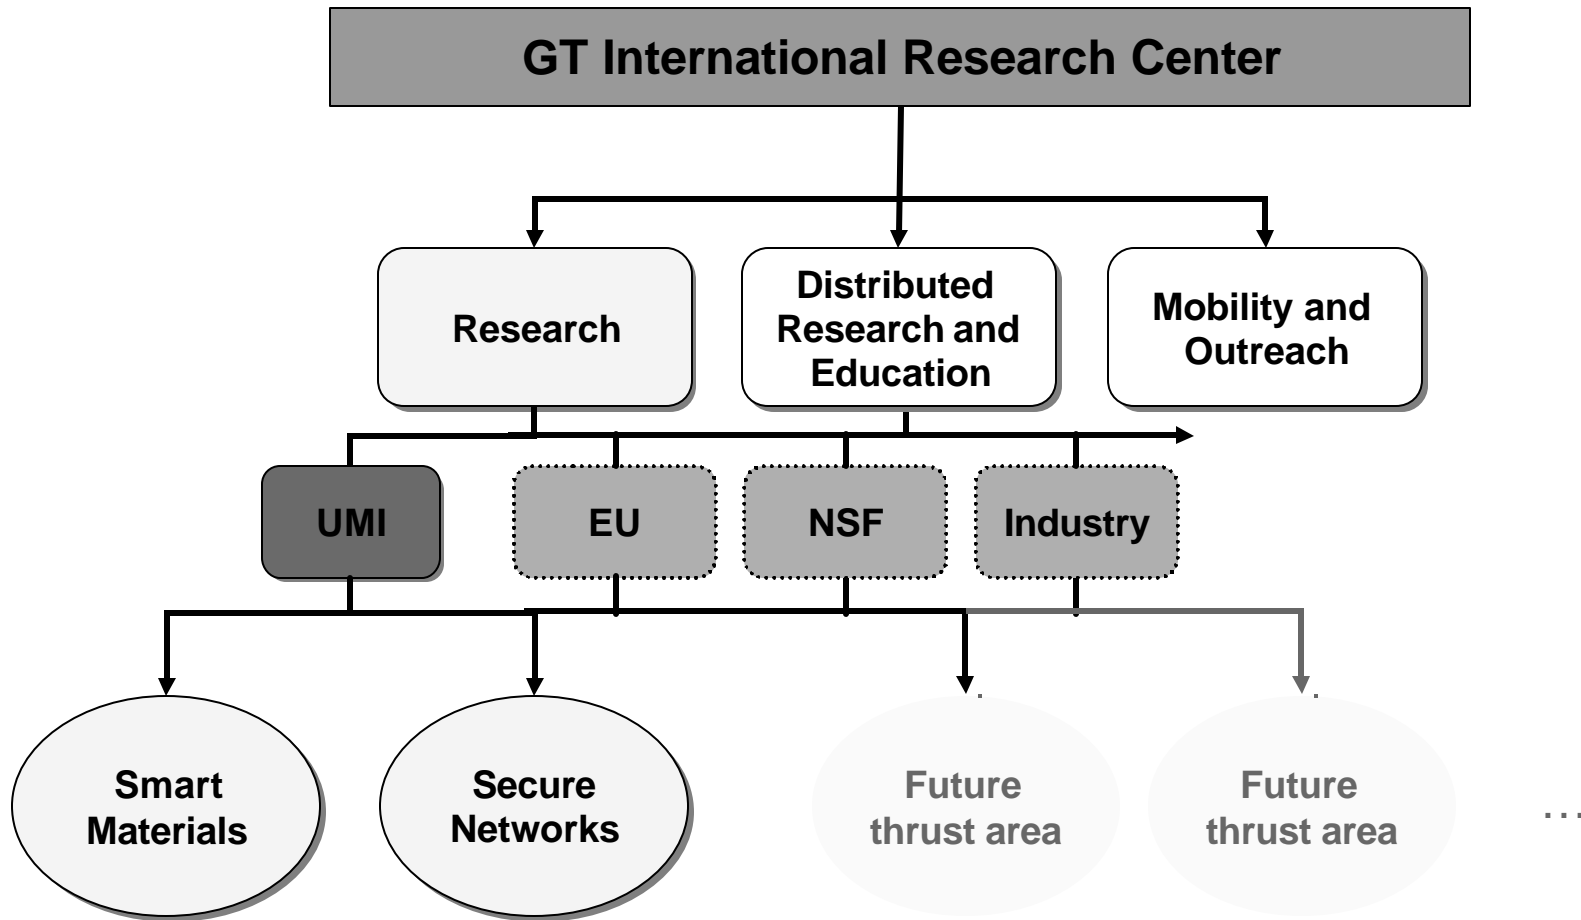 GT International Research Center
Research
Distributed
Research and
Education
Mobility and
Outreach
UMI
EU
NSF
Industry
Smart
Materials
Secure
Networks
Future
thrust area
Future
thrust area
...